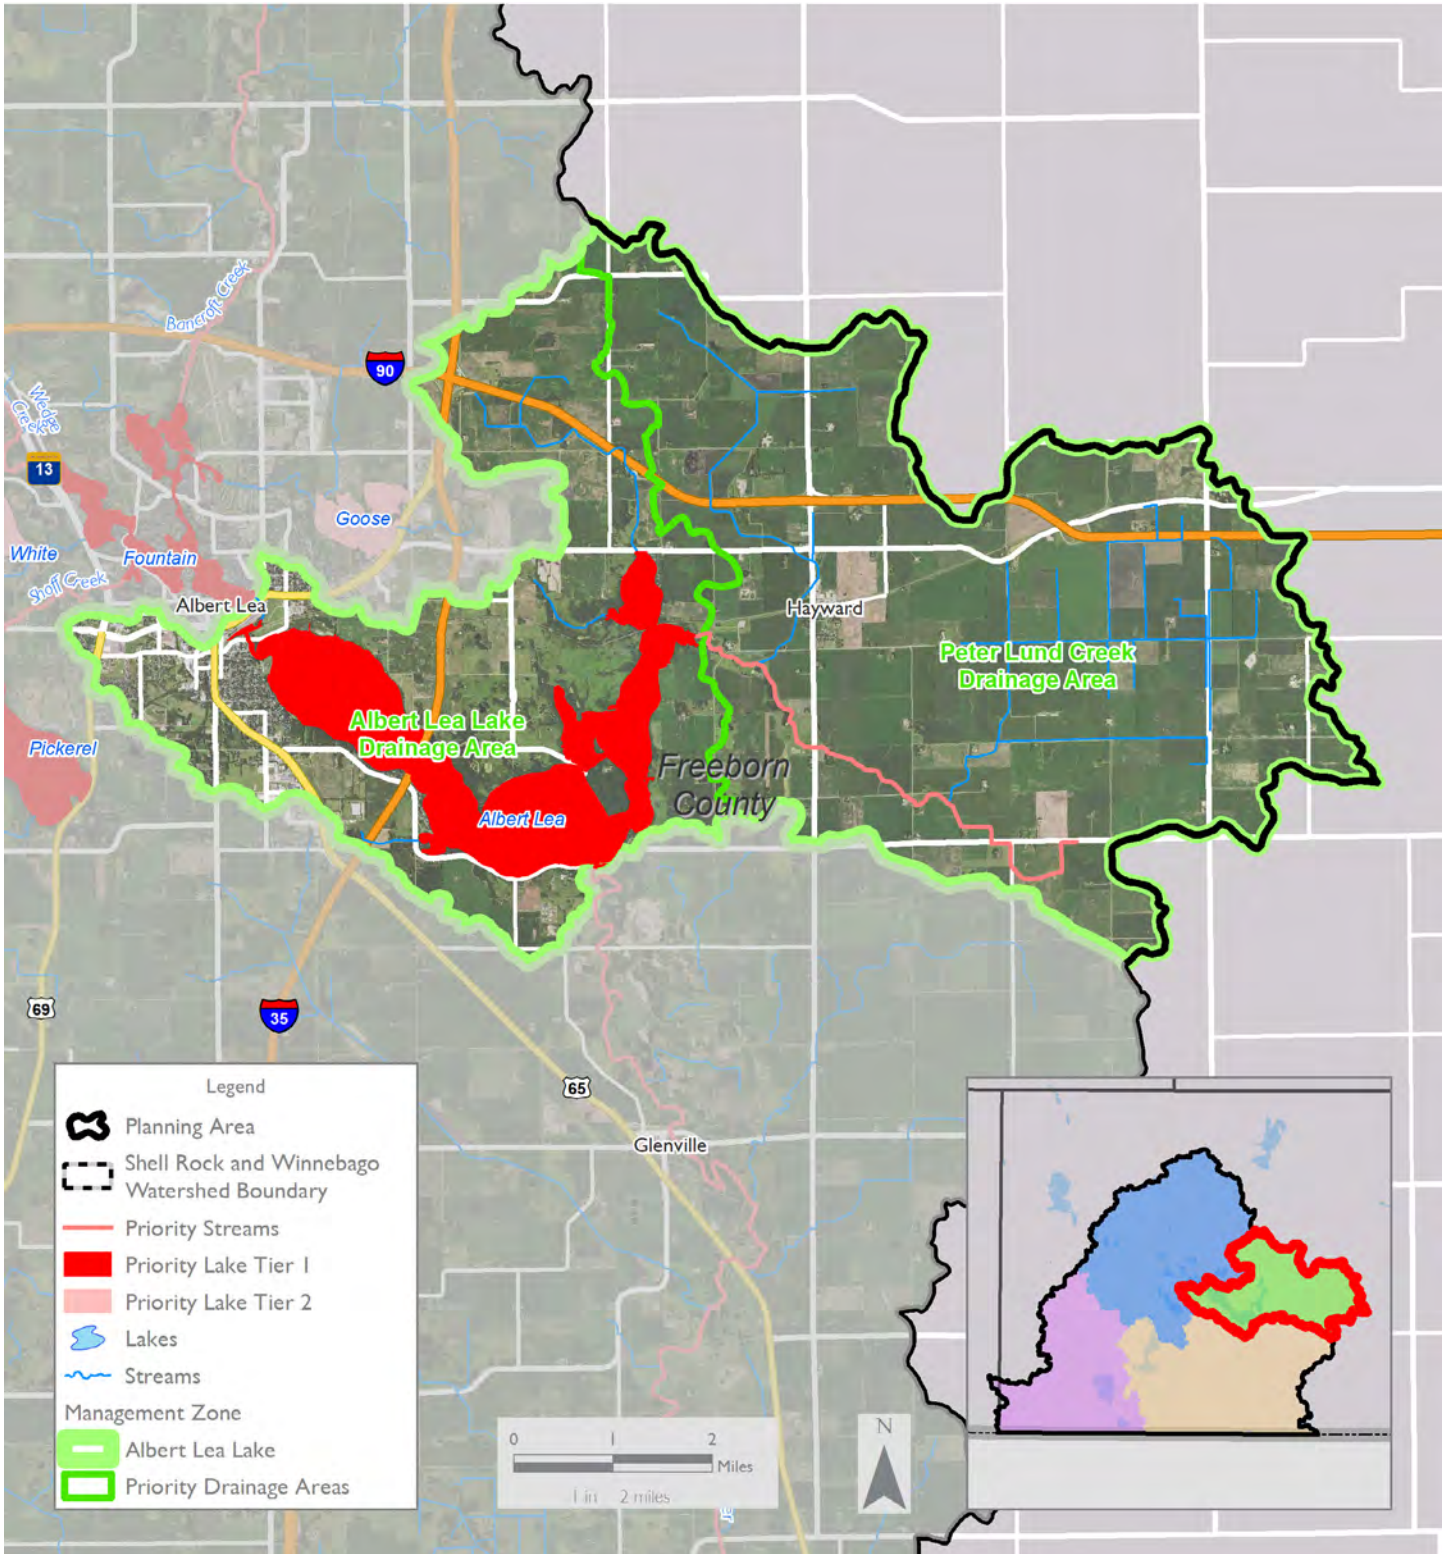 Bancroft Creek
90
Wedge
Creek
13
Goose
White
Fountain
Shoff Creek
Albert Lea
Hayward
Peter Lund Creek
Drainage Area
Albert Lea Lake
Drainage Area
Pickerel
Freeborn
County
Albert Lea
69
35
65
Glenville
Legend
Planning Area
Shell Rock and Winnebago
Watershed Boundary
Priority Streams
Priority Lake Tier 1
Priority Lake Tier 2
Lakes
Streams
Management Zone
Albert Lea Lake
Priority Drainage Areas
0 1 2
Miles
1 in 2 miles
N